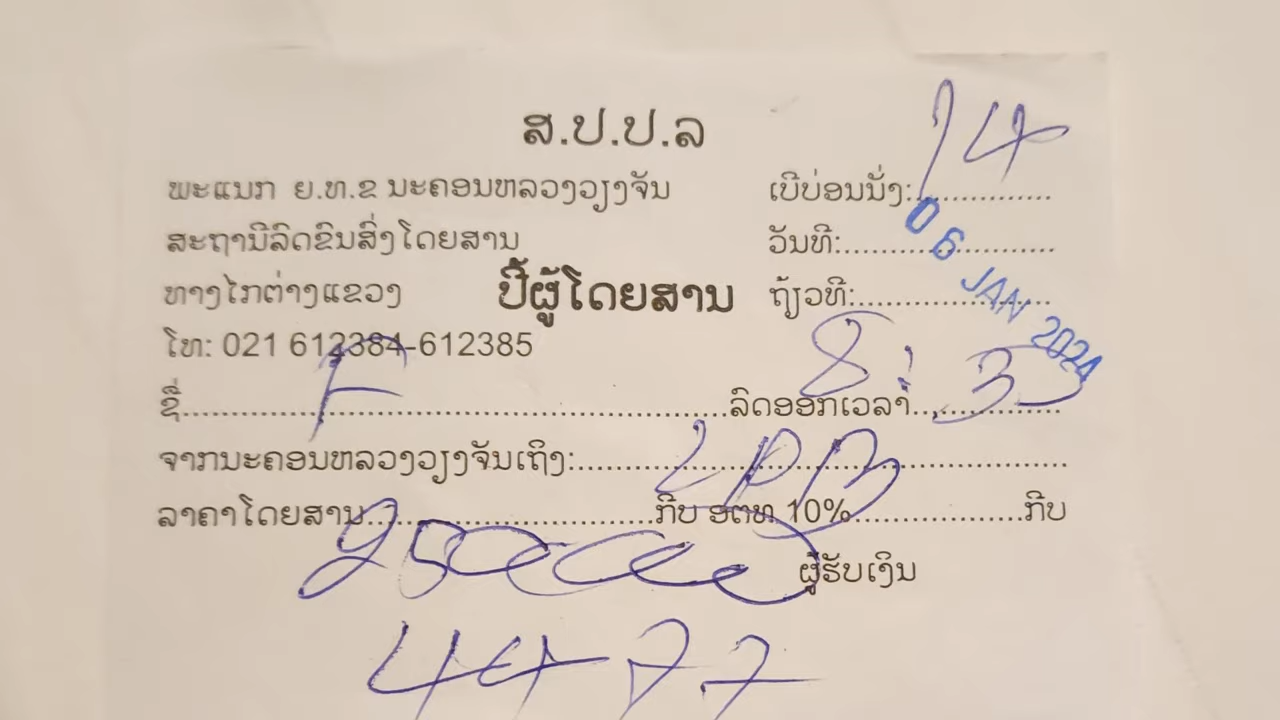 ສ.ປ.ປ.ລ
14
ພະແນກ ຍ.ທ.ຂ ນະຄອນຫລວງວຽງຈັນ ເບີບ່ອນນັ່ງ:...............
ສະຖານີລົດຂົນສົ່ງໂດຍສານ ວັນທີ:........................
06 JAN 2024
ທາງໄກຕ່າງແຂວງ ປີ້ຜູ້ໂດຍສານ ຖ້ຽວທີ:......................
ໂທ: 021 612384-612385
F 8:30
ຊື່.............................................................ລົດອອກເວລາ.................
ຈາກນະຄອນຫລວງວຽງຈັນເຖິງ:....................................................... LPB
ລາຄາໂດຍສານ................................ກີບ ອຕທ 10%...................ກີບ
ຜູ້ຮັບເງິນ
4477